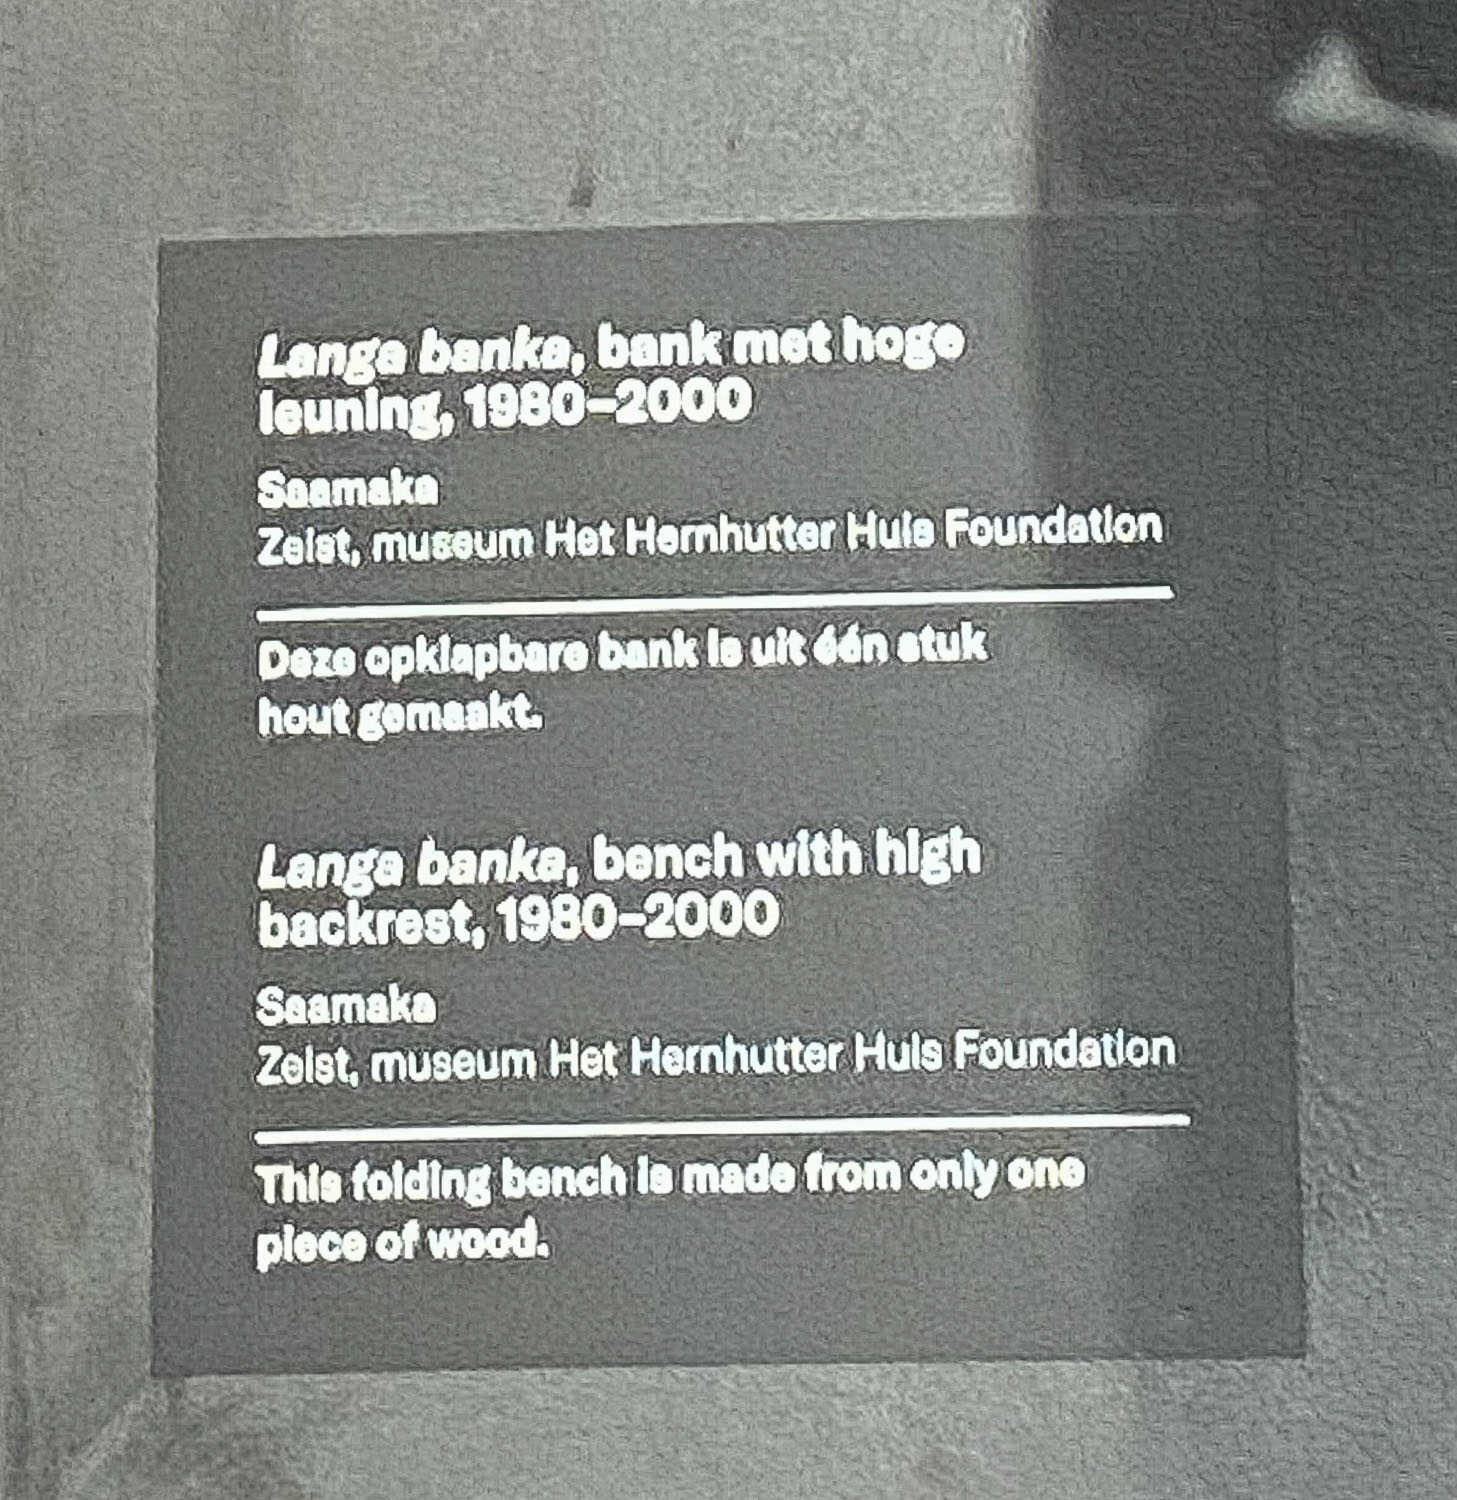 Langa banka, bank met hoge
leuning, 1980–2000
Saamaka
Zeist, museum Het Hernhutter Huis Foundation
Deze opklapbare bank is uit één stuk
hout gemaakt.
Langa banka, bench with high
backrest, 1980–2000
Saamaka
Zeist, museum Het Hernhutter Huis Foundation
This folding bench is made from only one
piece of wood.